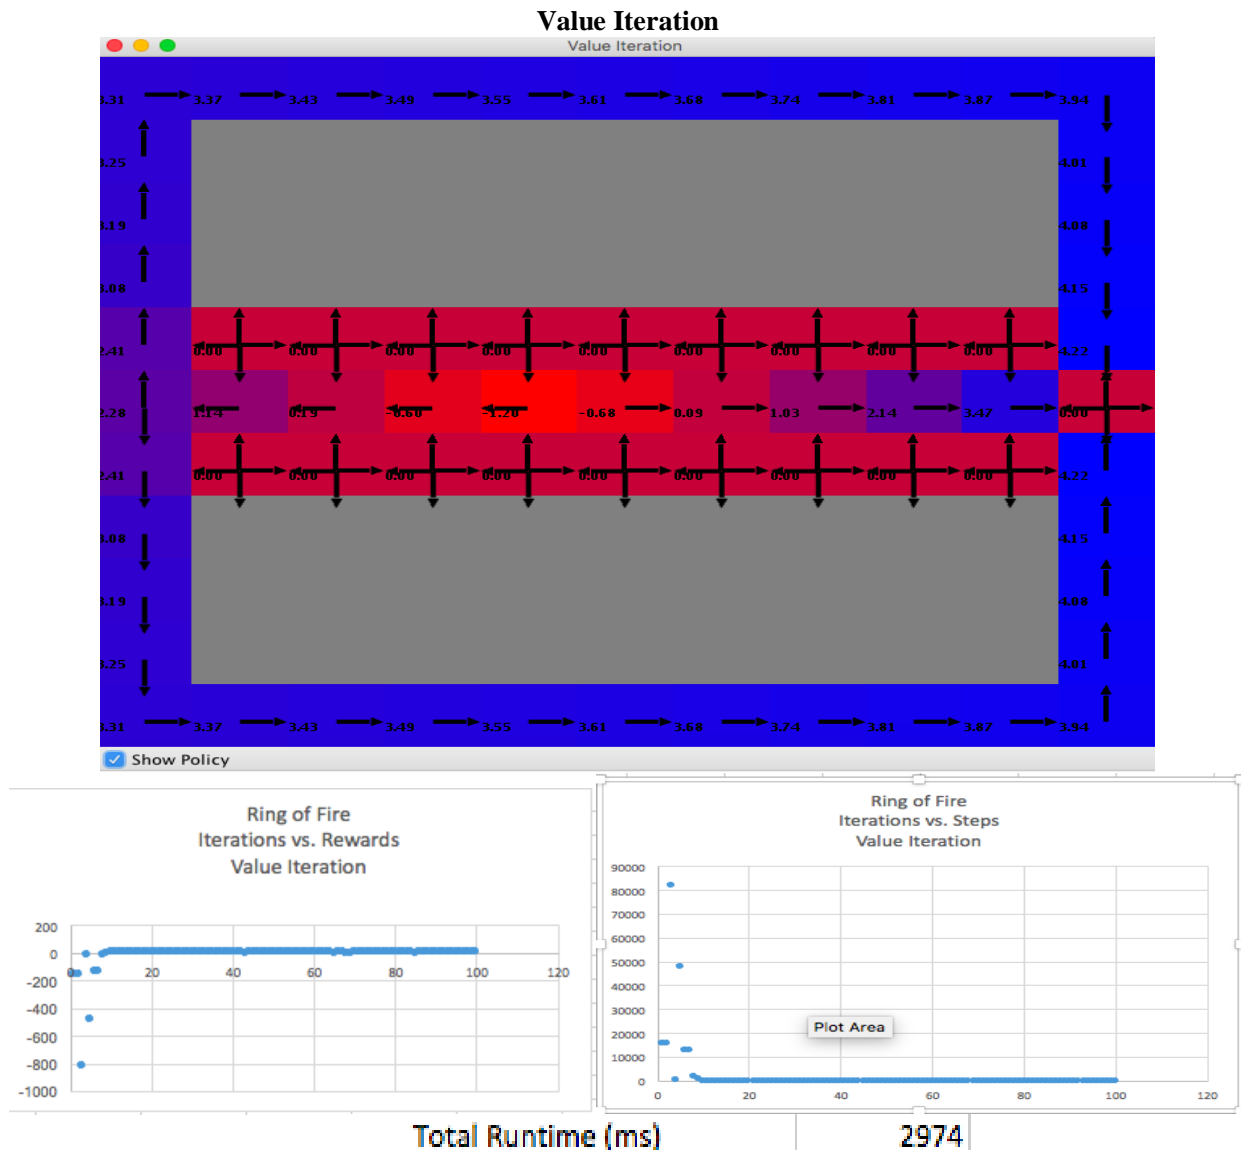 Value Iteration
Value Iteration
3.31 3.37 3.43 3.49 3.55 3.61 3.68 3.74 3.81 3.87 3.94
3.25 4.01
3.19 4.08
3.08 4.15
2.41 0.00 0.00 0.00 0.00 0.00 0.00 0.00 0.00 0.00 4.22
2.28 1.14 0.19 -0.60 -1.20 -0.68 0.09 1.03 2.14 3.47 0.00
2.41 0.00 0.00 0.00 0.00 0.00 0.00 0.00 0.00 0.00 4.22
3.08 4.15
3.19 4.08
3.25 4.01
3.31 3.37 3.43 3.49 3.55 3.61 3.68 3.74 3.81 3.87 3.94
Show Policy
Ring of Fire
Iterations vs. Rewards
Value Iteration
200
0
-200
-400
-600
-800
-1000
0 20 40 60 80 100 120
Ring of Fire
Iterations vs. Steps
Value Iteration
90000
80000
70000
60000
50000
40000
30000
20000
10000
0
0 20 40 60 80 100 120
Plot Area
Total Runtime (ms) 2974